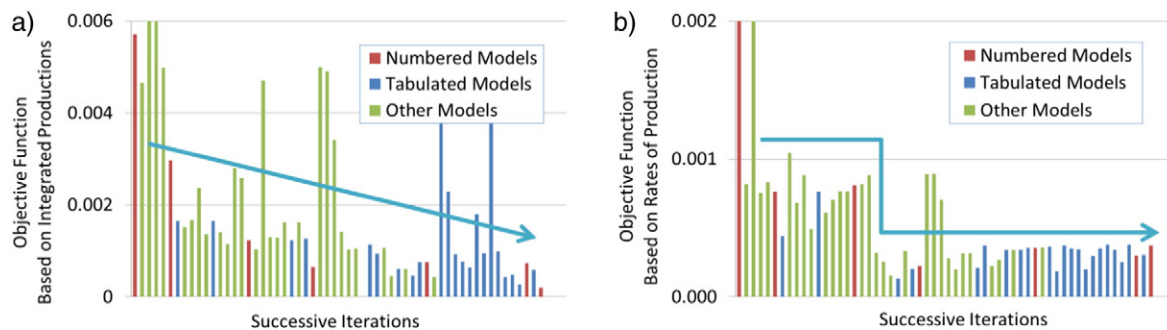 a)
Objective Function
Based on Integrated Productions
0.006
0.004
0.002
0
Numbered Models
Tabulated Models
Other Models
Successive Iterations
b)
Objective Function
Based on Rates of Production
0.002
0.001
0.000
Numbered Models
Tabulated Models
Other Models
Successive Iterations